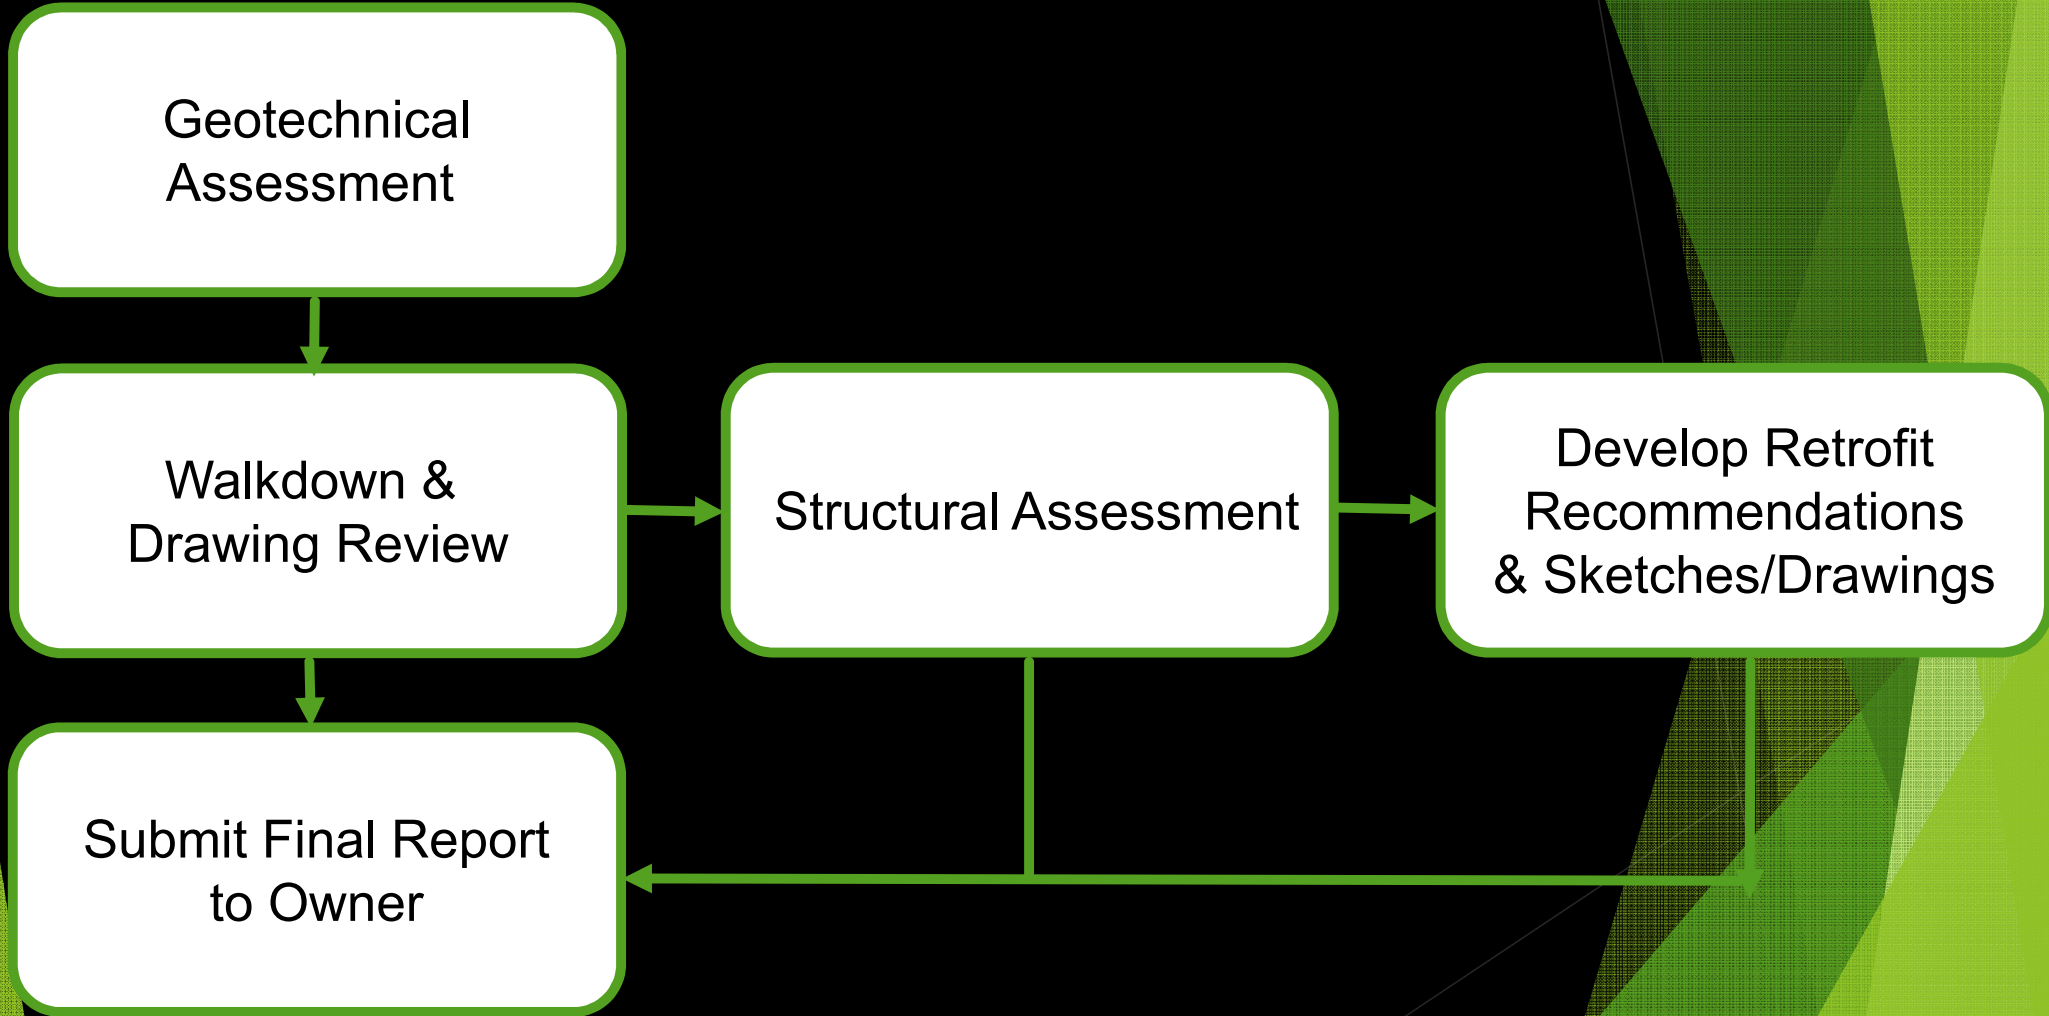 Geotechnical
Assessment
Walkdown &
Drawing Review
Structural Assessment
Develop Retrofit
Recommendations
& Sketches/Drawings
Submit Final Report
to Owner